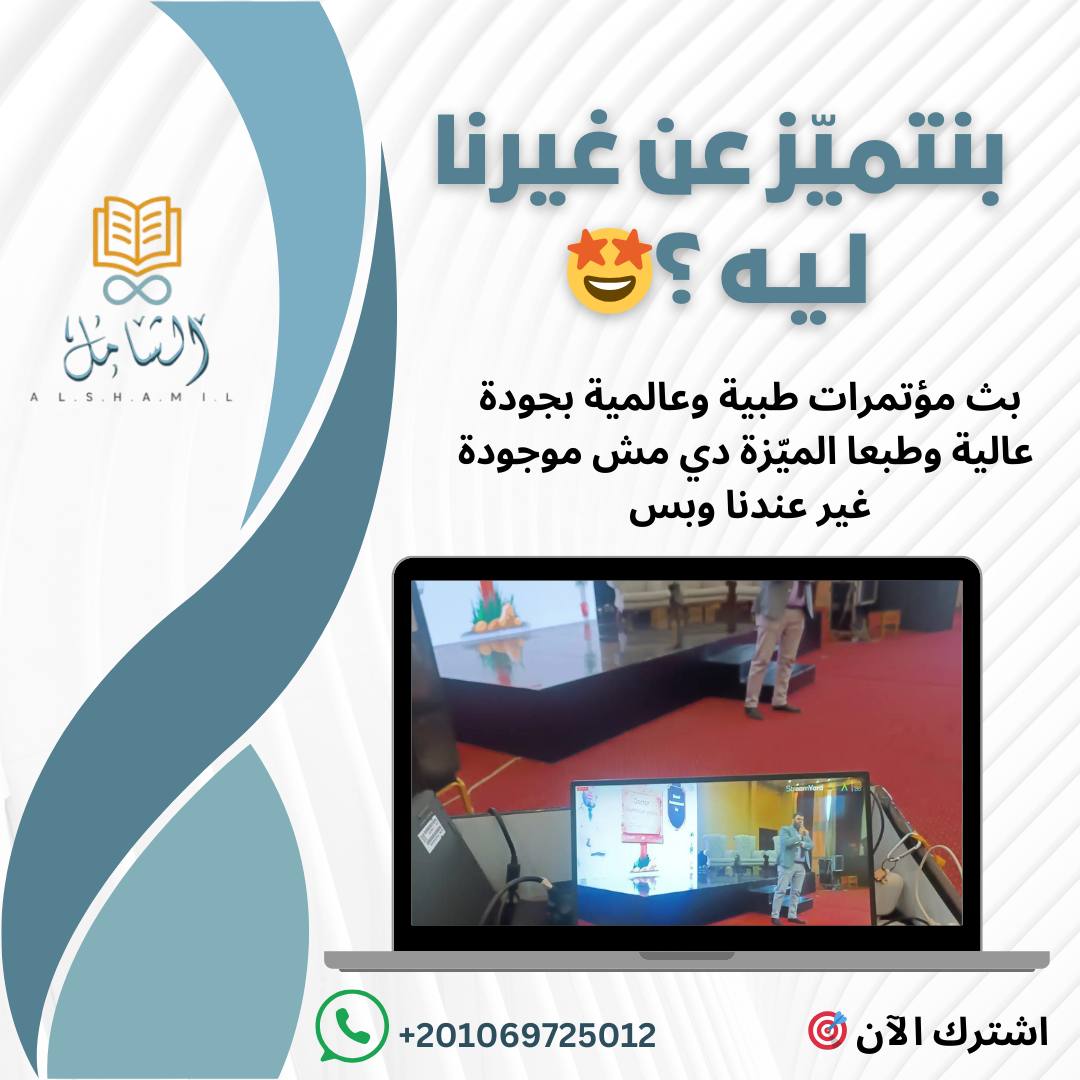 بنتميّز عن غيرنا
ليه ؟🤩
الشامل
A L.S.H.A.M I.L
بث مؤتمرات طبية وعالمية بجودة
عالية وطبعا الميّزة دي مش موجودة
غير عندنا وبس
StreamYard
Doctor
+201069725012
اشترك الآن 🎯